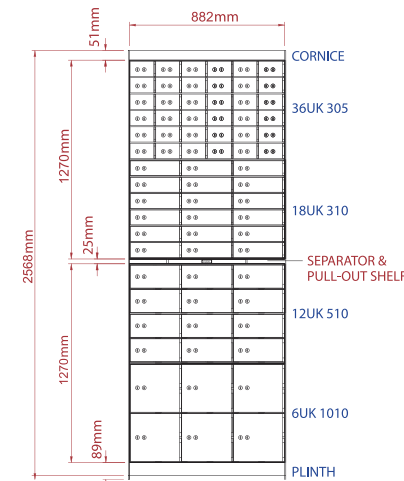 882mm
51mm
CORNICE
36UK 305
1270mm
18UK 310
25mm
2568mm
SEPARATOR &
PULL-OUT SHELF
12UK 510
1270mm
6UK 1010
89mm
PLINTH